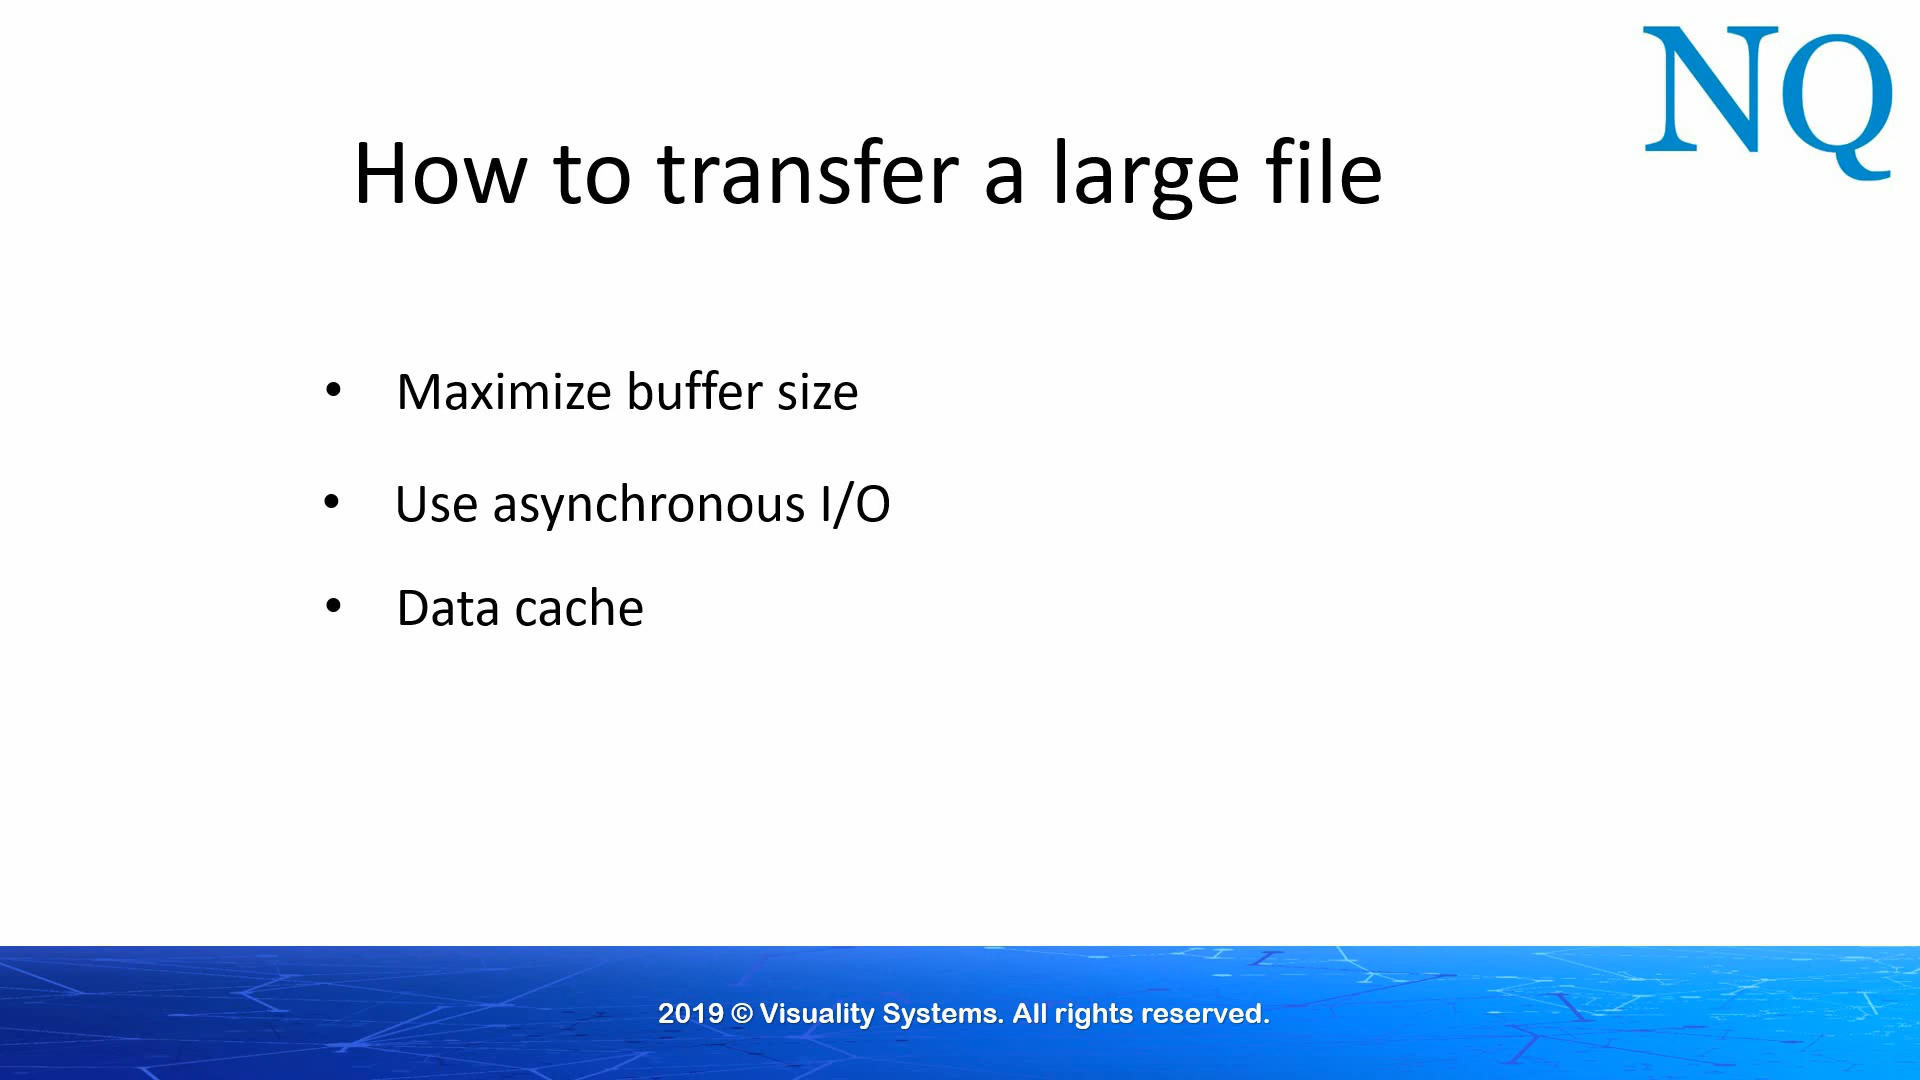 NQ
How to transfer a large file
• Maximize buffer size
• Use asynchronous I/O
• Data cache
2019 © Visuality Systems. All rights reserved.